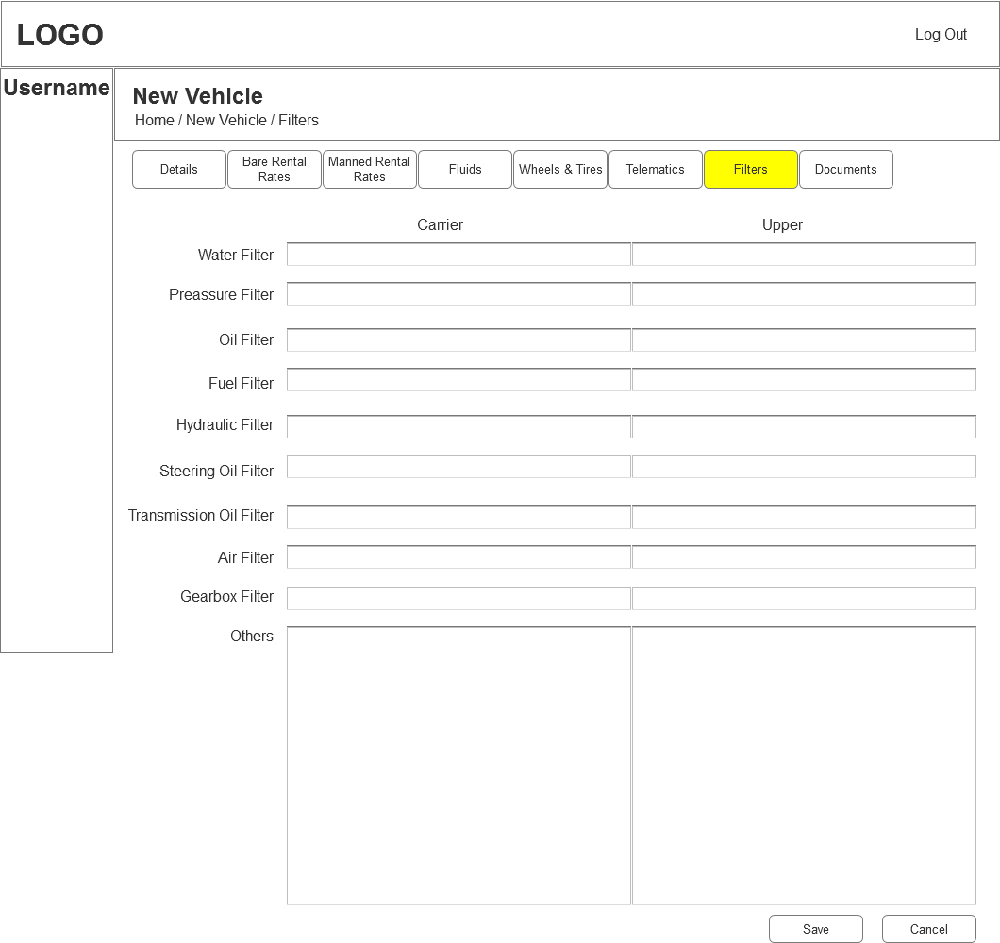 LOGO
Log Out
Username
New Vehicle
Home / New Vehicle / Filters
Details
Bare Rental
Rates
Manned Rental
Rates
Fluids
Wheels & Tires
Telematics
Filters
Documents
Carrier
Upper
Water Filter
Preassure Filter
Oil Filter
Fuel Filter
Hydraulic Filter
Steering Oil Filter
Transmission Oil Filter
Air Filter
Gearbox Filter
Others
Save
Cancel